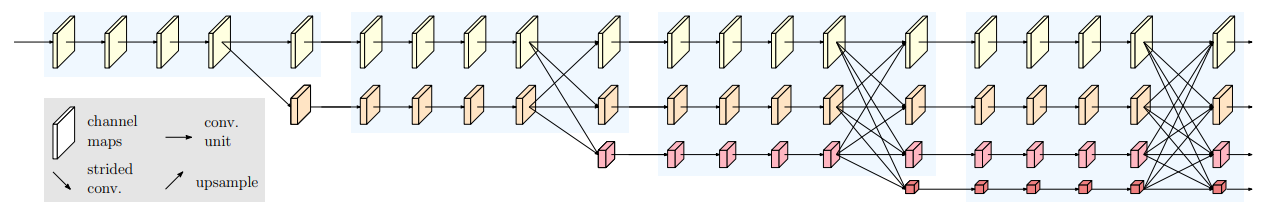 channel
maps
conv.
unit
strided
conv.
upsample